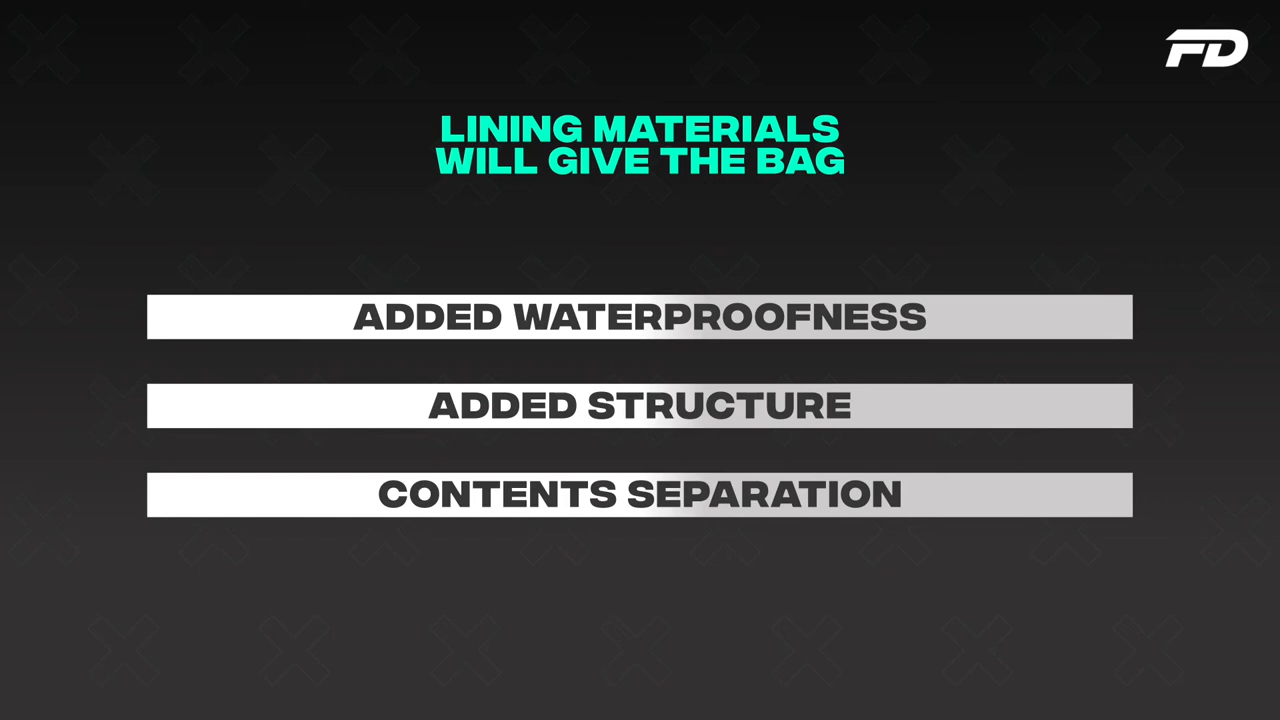 FD
LINING MATERIALS
WILL GIVE THE BAG
ADDED WATERPROOFNESS
ADDED STRUCTURE
CONTENTS SEPARATION